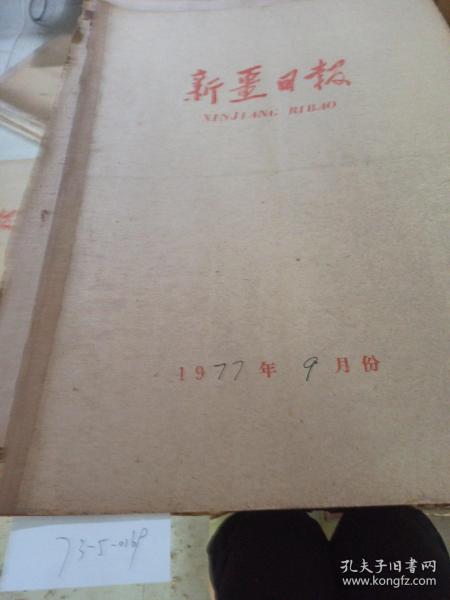 新疆日报
XINJIANG RIBAO
1977年 9月份
73-5-0169
孔夫子旧书网
www.kongfz.com